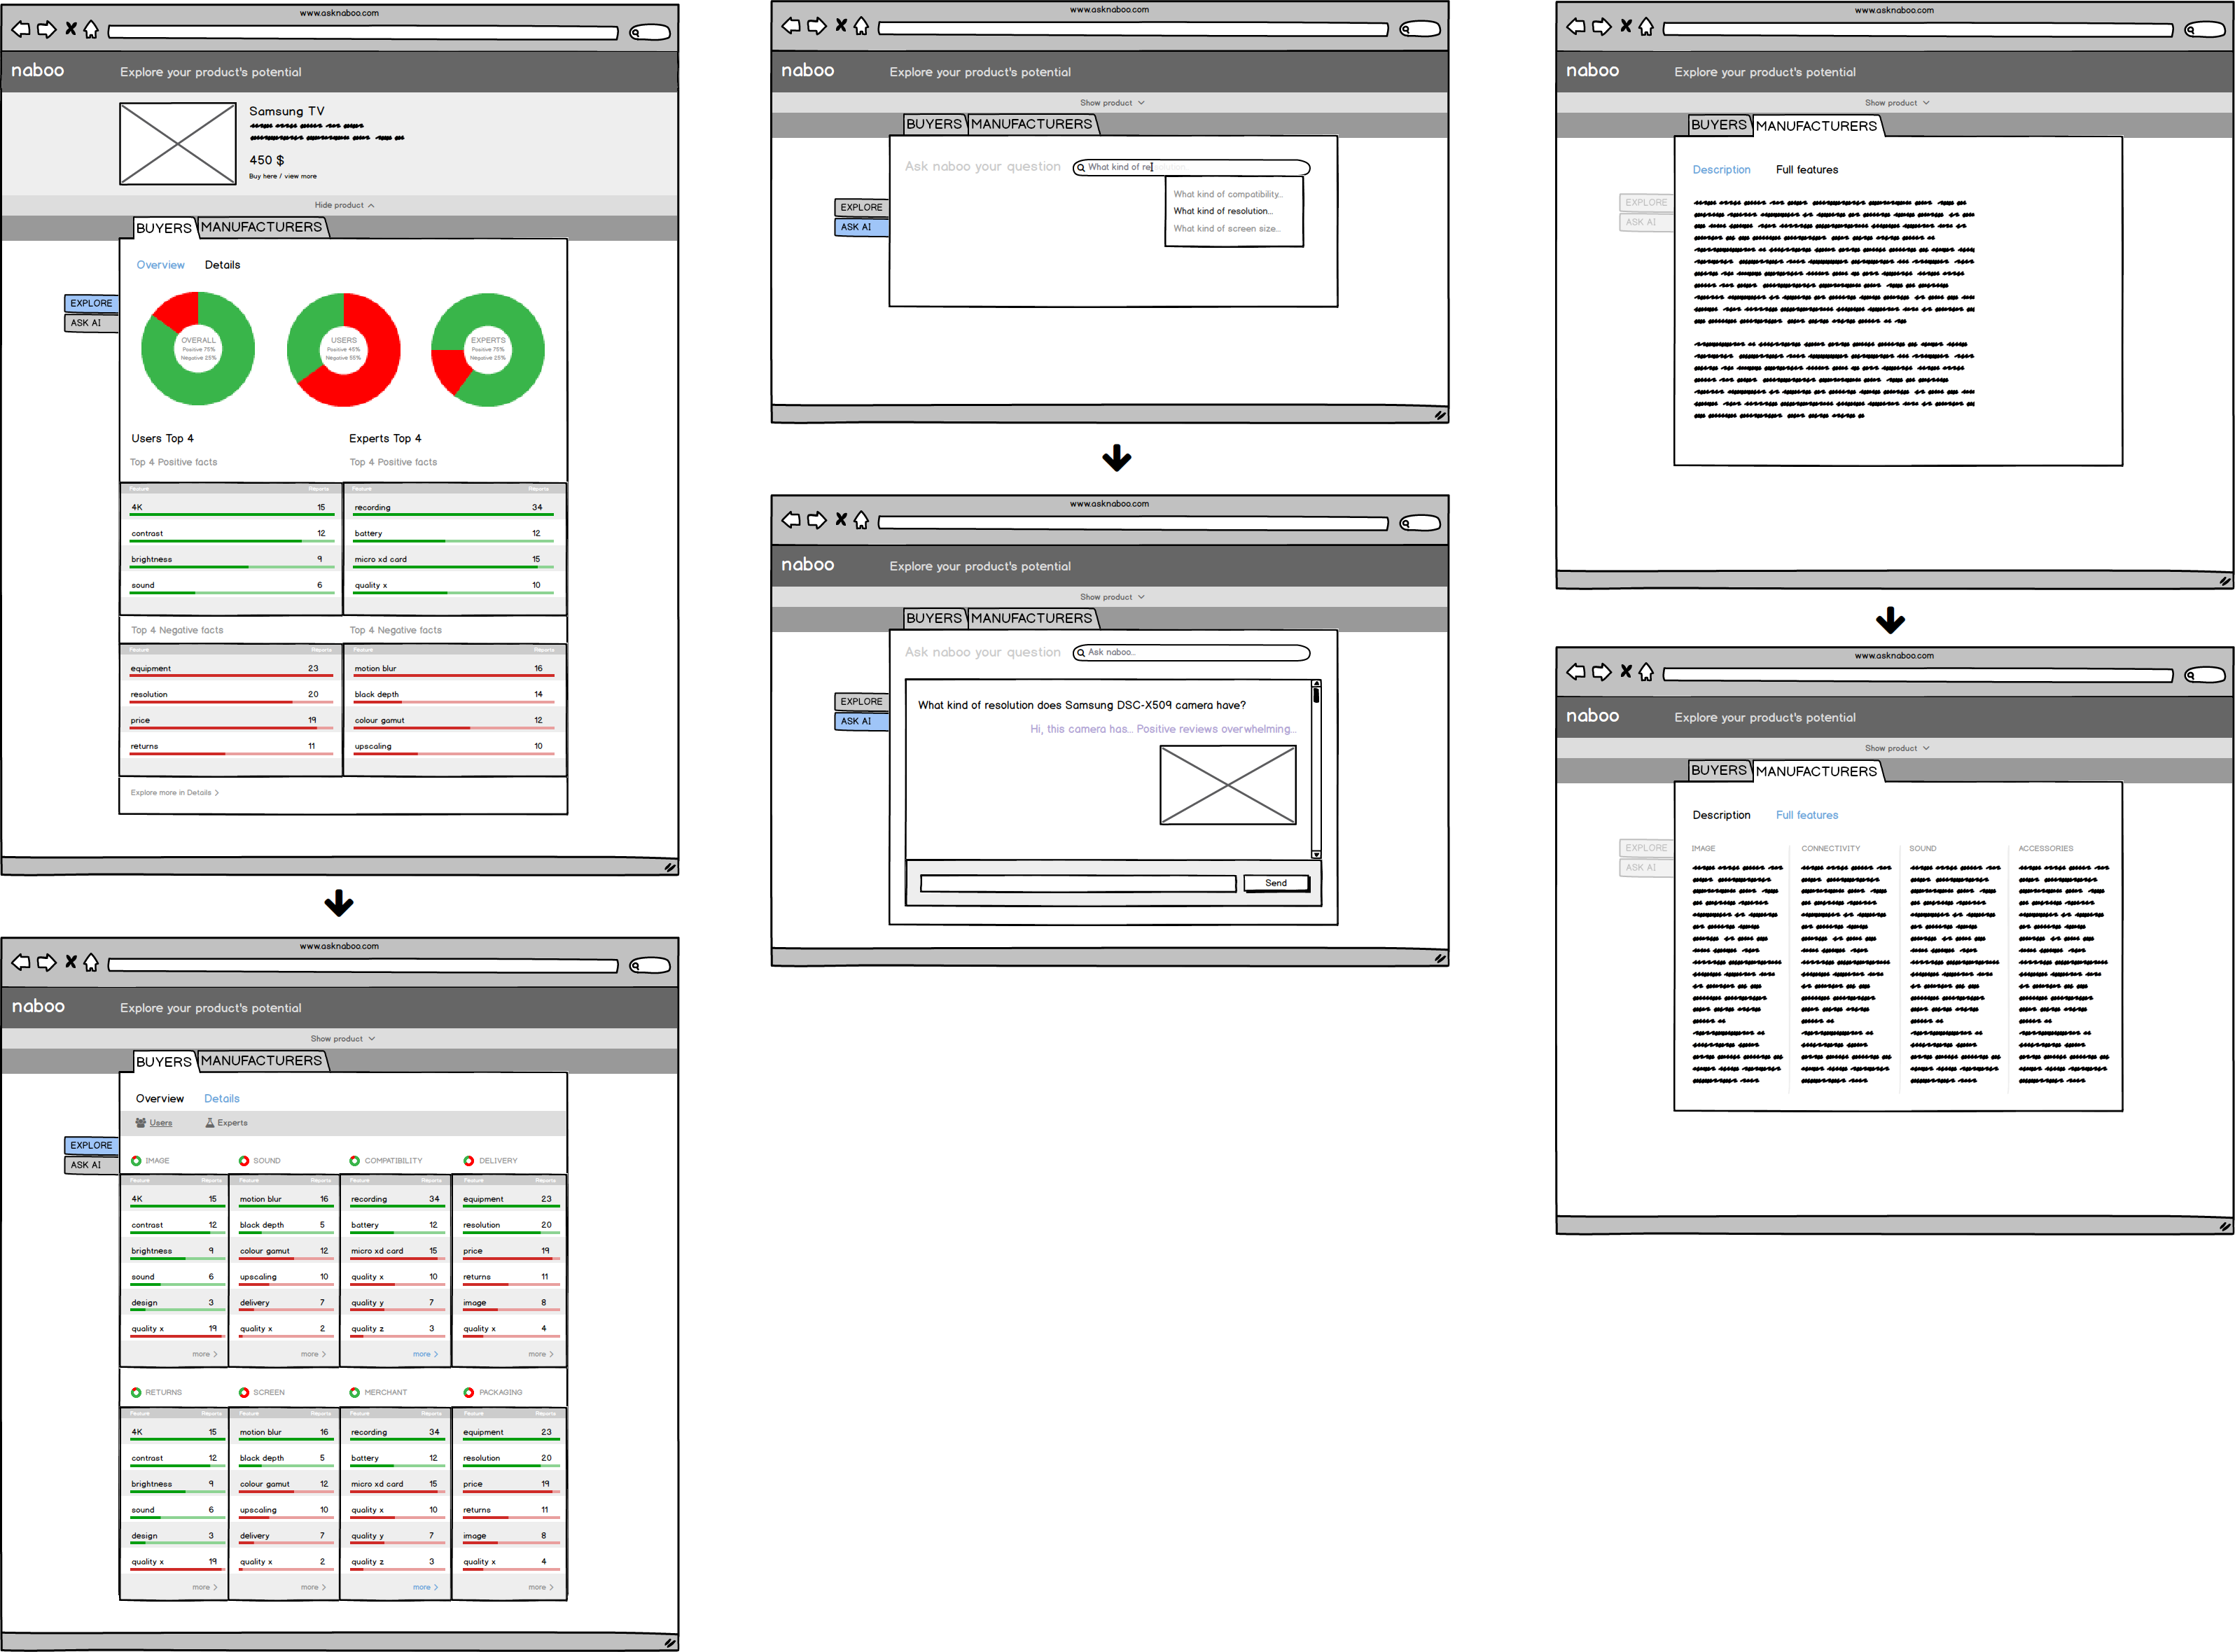 www.asknaboo.com
naboo Explore your product's potential
Samsung TV
450 $
Buy here / view more
Hide product
BUYERS MANUFACTURERS
Overview Details
EXPLORE
ASK AI
OVERALL
Positive 75%
Negative 25%
USERS
Positive 45%
Negative 55%
EXPERTS
Positive 75%
Negative 25%
Users Top 4 Experts Top 4
Top 4 Positive facts Top 4 Positive facts
Feature Reports Feature Reports
4K 15 recording 34
contrast 12 battery 12
brightness 9 micro xd card 15
sound 6 quality x 10
Top 4 Negative facts Top 4 Negative facts
Feature Reports Feature Reports
equipment 23 motion blur 16
resolution 20 black depth 14
price 19 colour gamut 12
returns 11 upscaling 10
Explore more in Details
www.asknaboo.com
naboo Explore your product's potential
Show product
BUYERS MANUFACTURERS
Overview Details
Users Experts
EXPLORE
ASK AI
IMAGE SOUND COMPATIBILITY DELIVERY
Feature Reports Feature Reports Feature Reports Feature Reports
4K 15 motion blur 16 recording 34 equipment 23
contrast 12 black depth 5 battery 12 resolution 20
brightness 9 colour gamut 12 micro xd card 15 price 19
sound 6 upscaling 10 quality x 10 returns 11
design 3 delivery 7 quality y 7 image 8
quality x 19 quality x 2 quality z 3 quality x 4
more more more more
RETURNS SCREEN MERCHANT PACKAGING
Feature Reports Feature Reports Feature Reports Feature Reports
4K 15 motion blur 16 recording 34 equipment 23
contrast 12 black depth 5 battery 12 resolution 20
brightness 9 colour gamut 12 micro xd card 15 price 19
sound 6 upscaling 10 quality x 10 returns 11
design 3 delivery 7 quality y 7 image 8
quality x 19 quality x 2 quality z 3 quality x 4
more more more more
www.asknaboo.com
naboo Explore your product's potential
Show product
BUYERS MANUFACTURERS
Ask naboo your question What kind of re
What kind of compatibility...
What kind of resolution...
What kind of screen size...
EXPLORE
ASK AI
www.asknaboo.com
naboo Explore your product's potential
Show product
BUYERS MANUFACTURERS
Ask naboo your question Ask naboo...
EXPLORE
ASK AI
What kind of resolution does Samsung DSC-X509 camera have?
Hi, this camera has... Positive reviews overwhelming...
Send
www.asknaboo.com
naboo Explore your product's potential
Show product
BUYERS MANUFACTURERS
Description Full features
EXPLORE
ASK AI
www.asknaboo.com
naboo Explore your product's potential
Show product
BUYERS MANUFACTURERS
Description Full features
EXPLORE
ASK AI
IMAGE CONNECTIVITY SOUND ACCESSORIES